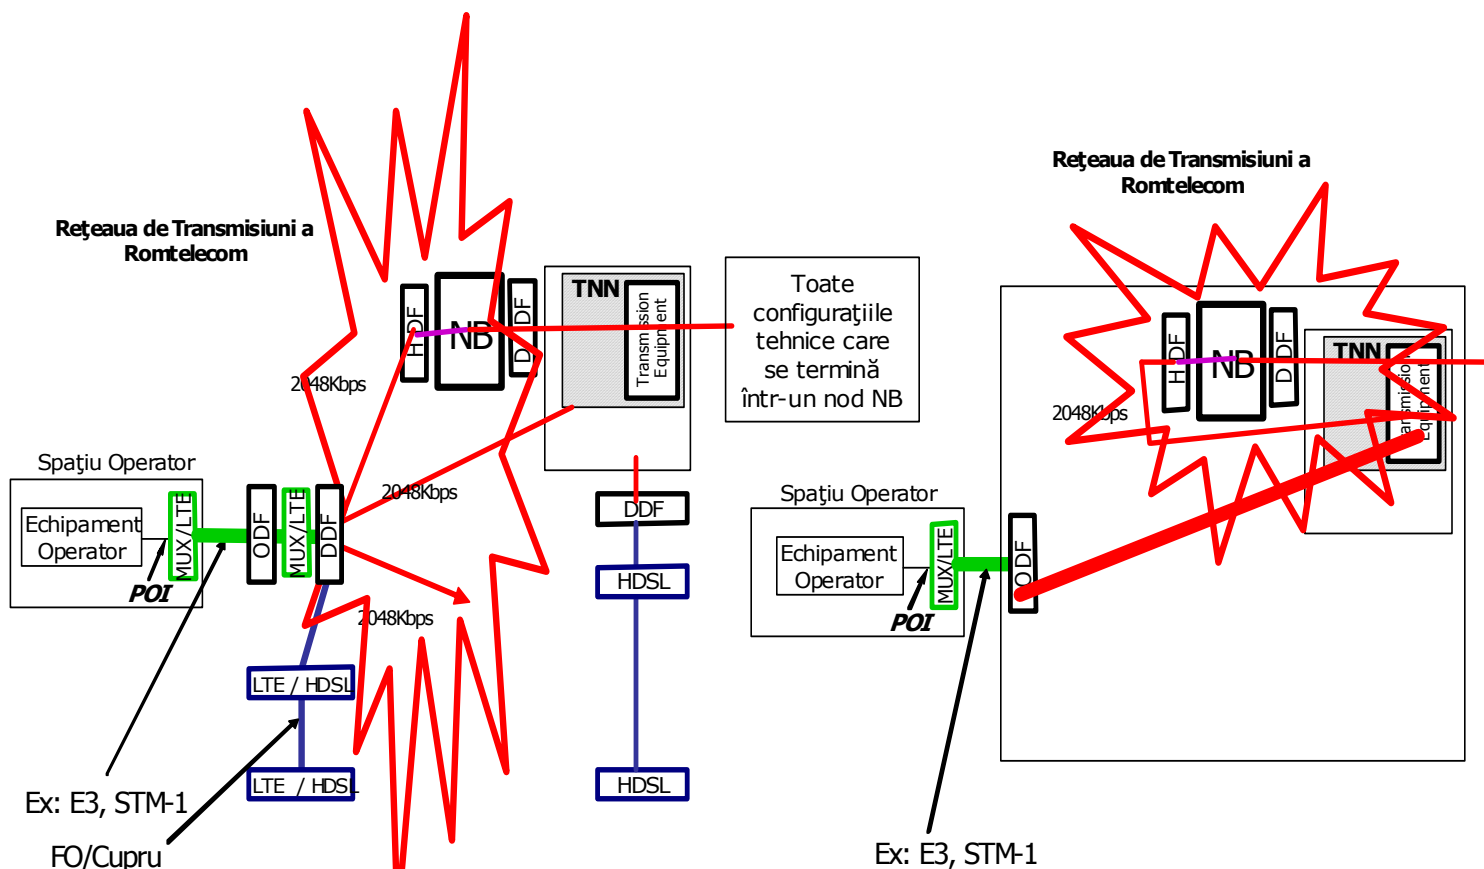 Reţeaua de Transmisiuni a
Romtelecom
TNN
Transmission
Equipment
HDF
NB
DDF
2048Kbps
Toate
configuraţiile
tehnice care
se termină
într-un nod NB
2048Kbps
Spaţiu Operator
Echipament
Operator
MUX/LTE
POI
ODF
MUX/LTE
DDF
2048Kbps
DDF
HDSL
HDSL
LTE / HDSL
LTE / HDSL
Ex: E3, STM-1
FO/Cupru
Reţeaua de Transmisiuni a
Romtelecom
TNN
Transmission
Equipment
HDF
NB
DDF
2048Kbps
Spaţiu Operator
Echipament
Operator
MUX/LTE
POI
ODF
Ex: E3, STM-1